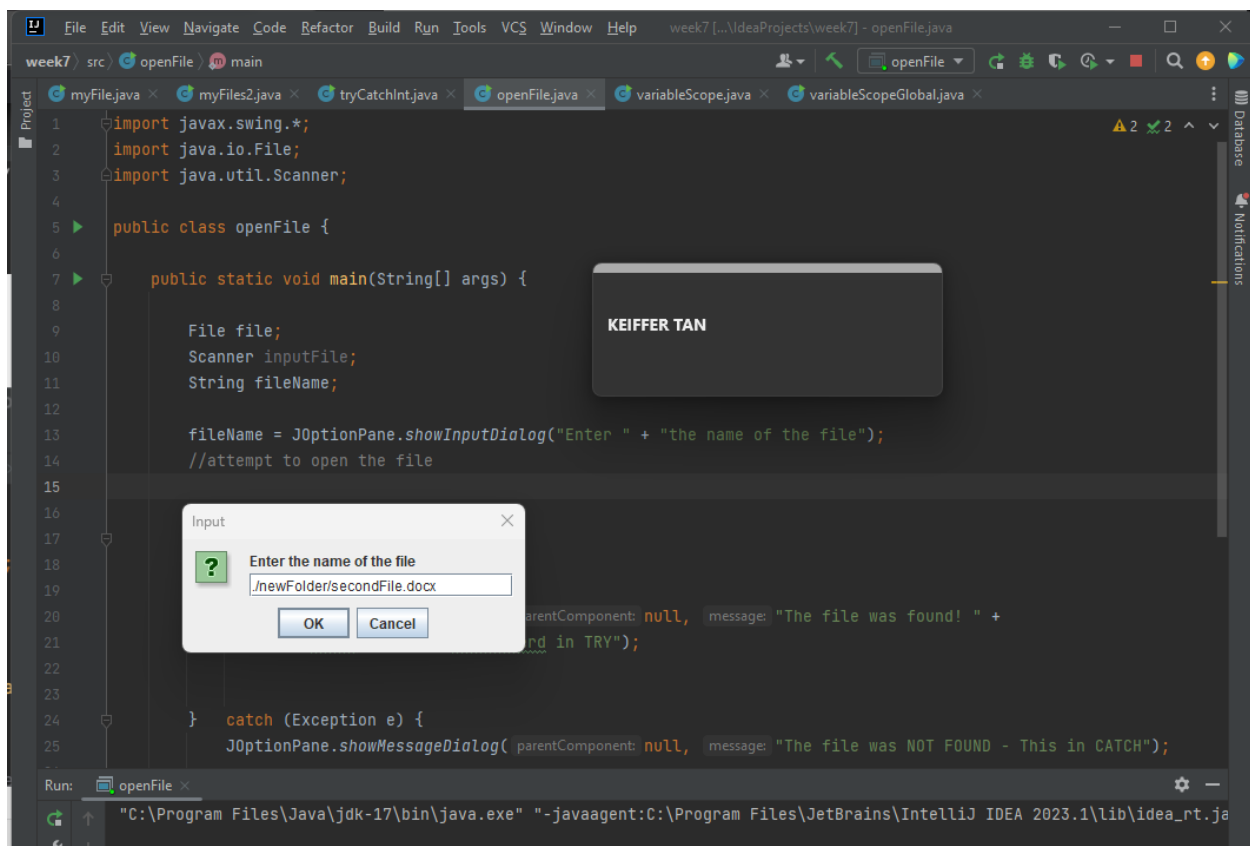 File Edit View Navigate Code Refactor Build Run Tools VCS Window Help week7 [...\IdeaProjects\week7] - openFile.java
week7 src openFile main openFile
myFile.java myFiles2.java tryCatchInt.java openFile.java variableScope.java variableScopeGlobal.java
Project
Database
Notifications
1 import javax.swing.*; 2 2
2 import java.io.File;
3 import java.util.Scanner;
4
5 public class openFile {
6
7 public static void main(String[] args) {
8
9 File file;
10 Scanner inputFile;
11 String fileName;
12
13 fileName = JOptionPane.showInputDialog("Enter " + "the name of the file");
14 //attempt to open the file
15
16
17
18
19
20 parentComponent: null, message: "The file was found! " +
21 in TRY");
22
23
24 } catch (Exception e) {
25 JOptionPane.showMessageDialog( parentComponent: null, message: "The file was NOT FOUND - This in CATCH");
KEIFFER TAN
Input
Enter the name of the file
./newFolder/secondFile.docx
OK Cancel
Run: openFile
"C:\Program Files\Java\jdk-17\bin\java.exe" "-javaagent:C:\Program Files\JetBrains\IntelliJ IDEA 2023.1\lib\idea_rt.ja